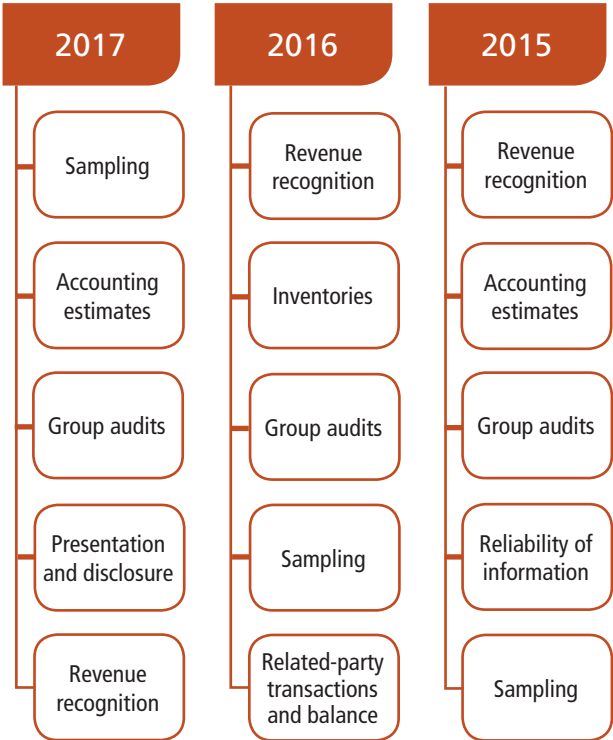 2017
Sampling
Accounting
estimates
Group audits
Presentation
and disclosure
Revenue
recognition
2016
Revenue
recognition
Inventories
Group audits
Sampling
Related-party
transactions
and balance
2015
Revenue
recognition
Accounting
estimates
Group audits
Reliability of
information
Sampling